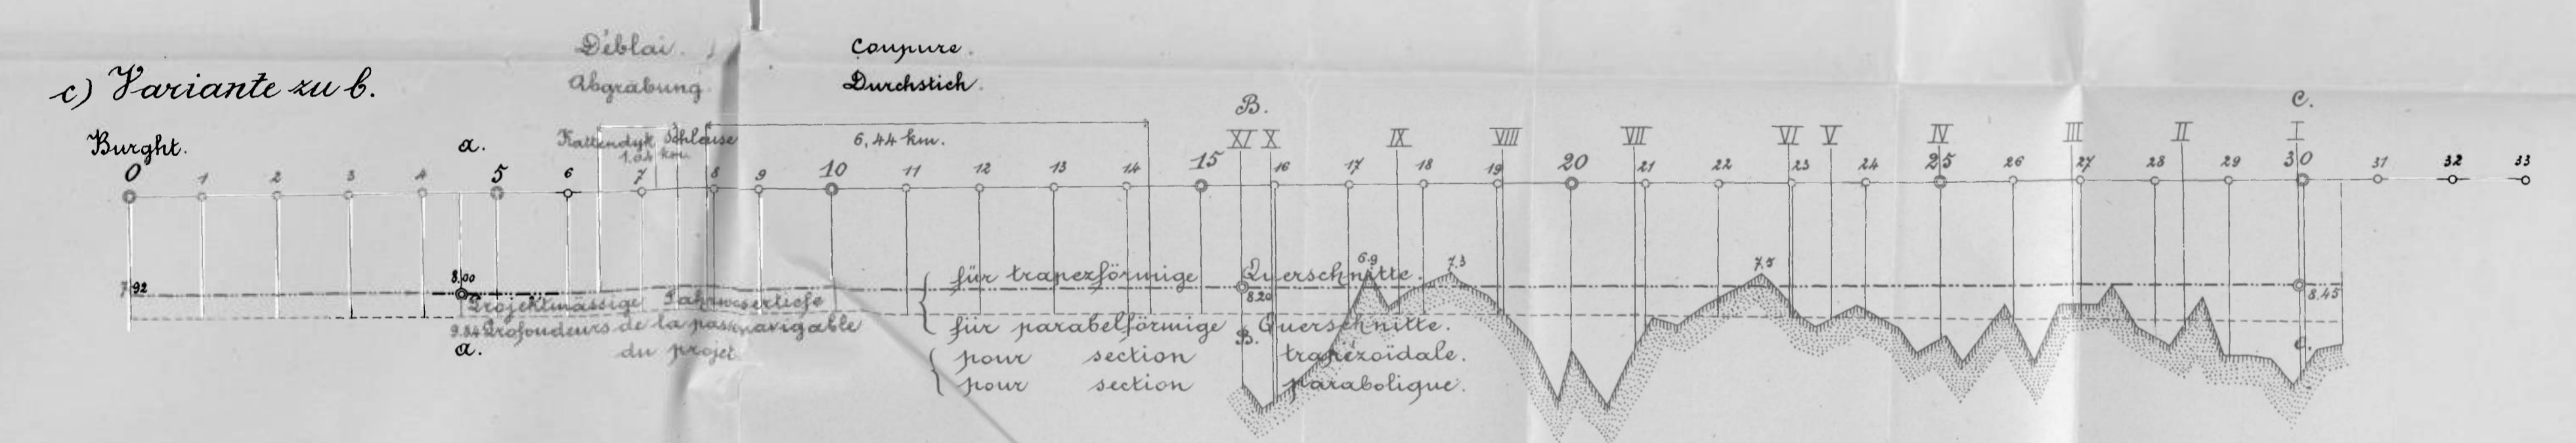 Déblai. Coupure.
Abgrabung Durchstich.
c) Variante zu b.
B. C.
Burght. a. Kattendyk Schleuse 6,44 km. XI X IX VIII VII VI V IV III II I
0 1 2 3 4 5 6 7 8 9 10 11 12 13 14 15 16 17 18 19 20 21 22 23 24 25 26 27 28 29 30 31 32 33
6.9 7.3 7.5
7.92 8.00 8.20 8.45
Projektmässige Fahrwassertiefe für trapezförmige Querschnitte.
9.84 Profondeurs de la passe navigable für parabelförmige Querschnitte.
a. du projet. B. C.
pour section trapézoïdale.
pour section parabolique.